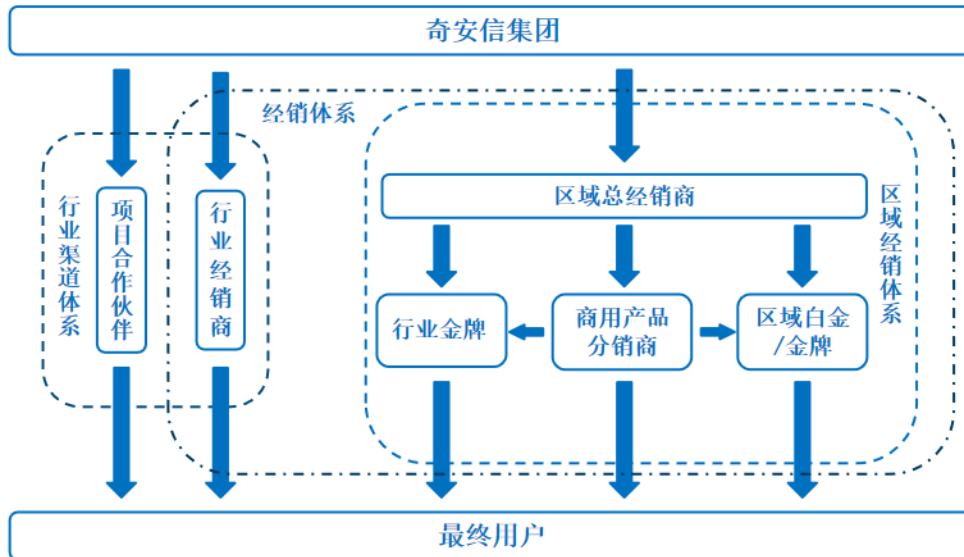 奇安信集团
经销体系
行业渠道体系
项目合作伙伴
行业经销商
区域总经销商
区域经销体系
行业金牌
商用产品
分销商
区域白金
/金牌
最终用户